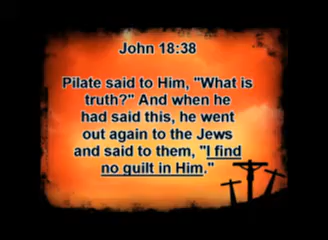 John 18:38
Pilate said to Him, "What is
truth?" And when he
had said this, he went
out again to the Jews
and said to them, "I find
no guilt in Him."